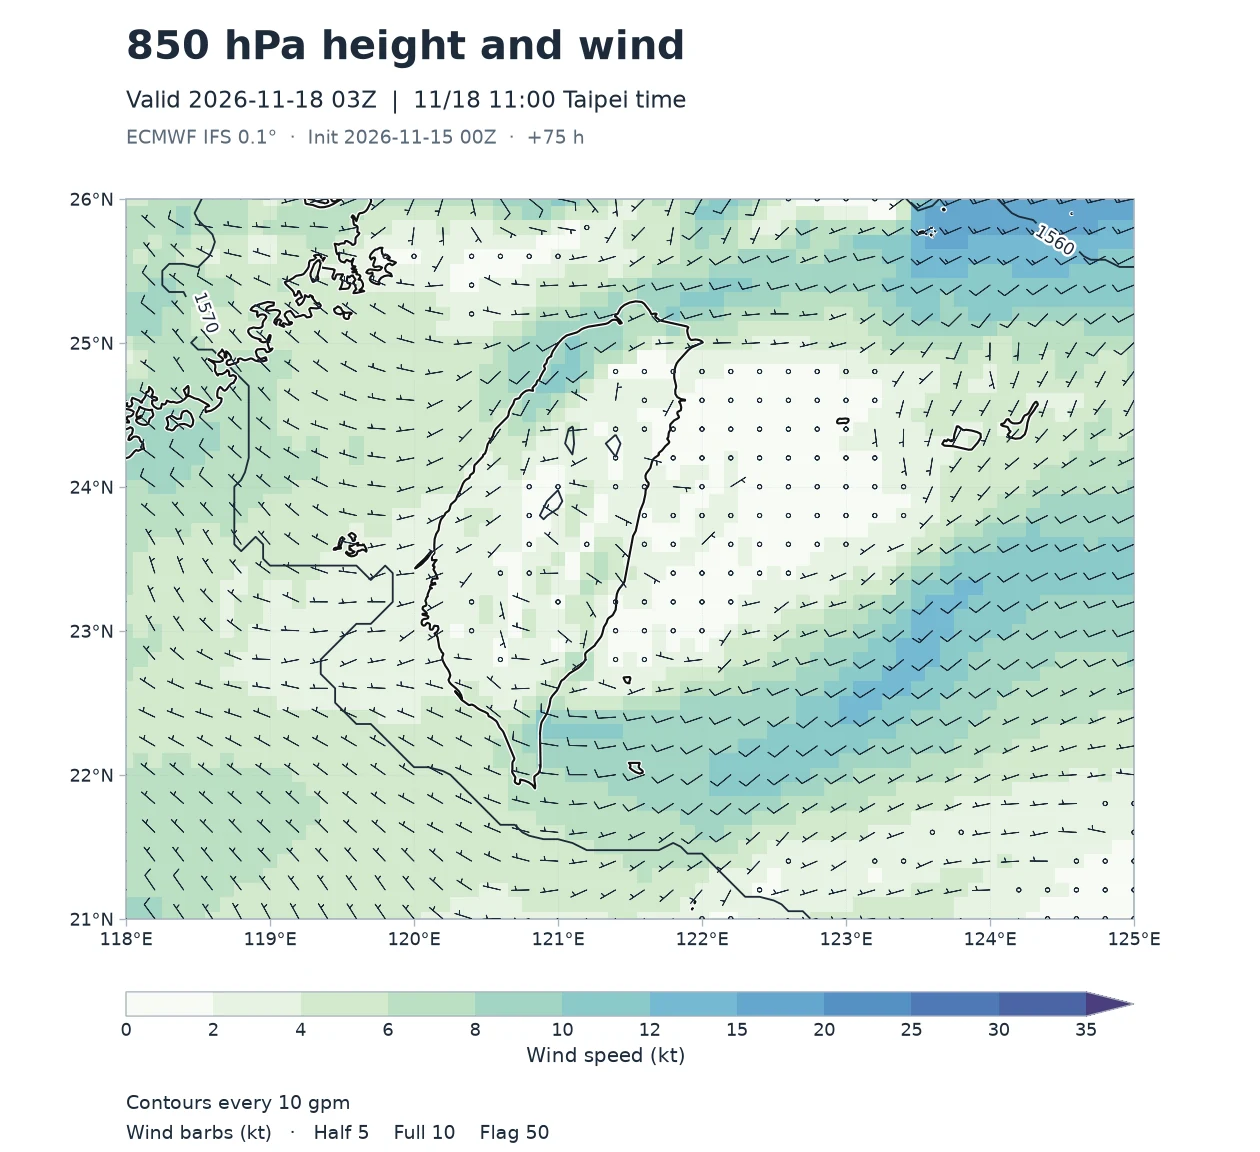 850 hPa height and wind
Valid 2026-11-18 03Z | 11/18 11:00 Taipei time
ECMWF IFS 0.1° · Init 2026-11-15 00Z · +75 h
26°N
25°N
24°N
23°N
22°N
21°N
1570
1560
118°E 119°E 120°E 121°E 122°E 123°E 124°E 125°E
0 2 4 6 8 10 12 15 20 25 30 35
Wind speed (kt)
Contours every 10 gpm
Wind barbs (kt) · Half 5 Full 10 Flag 50